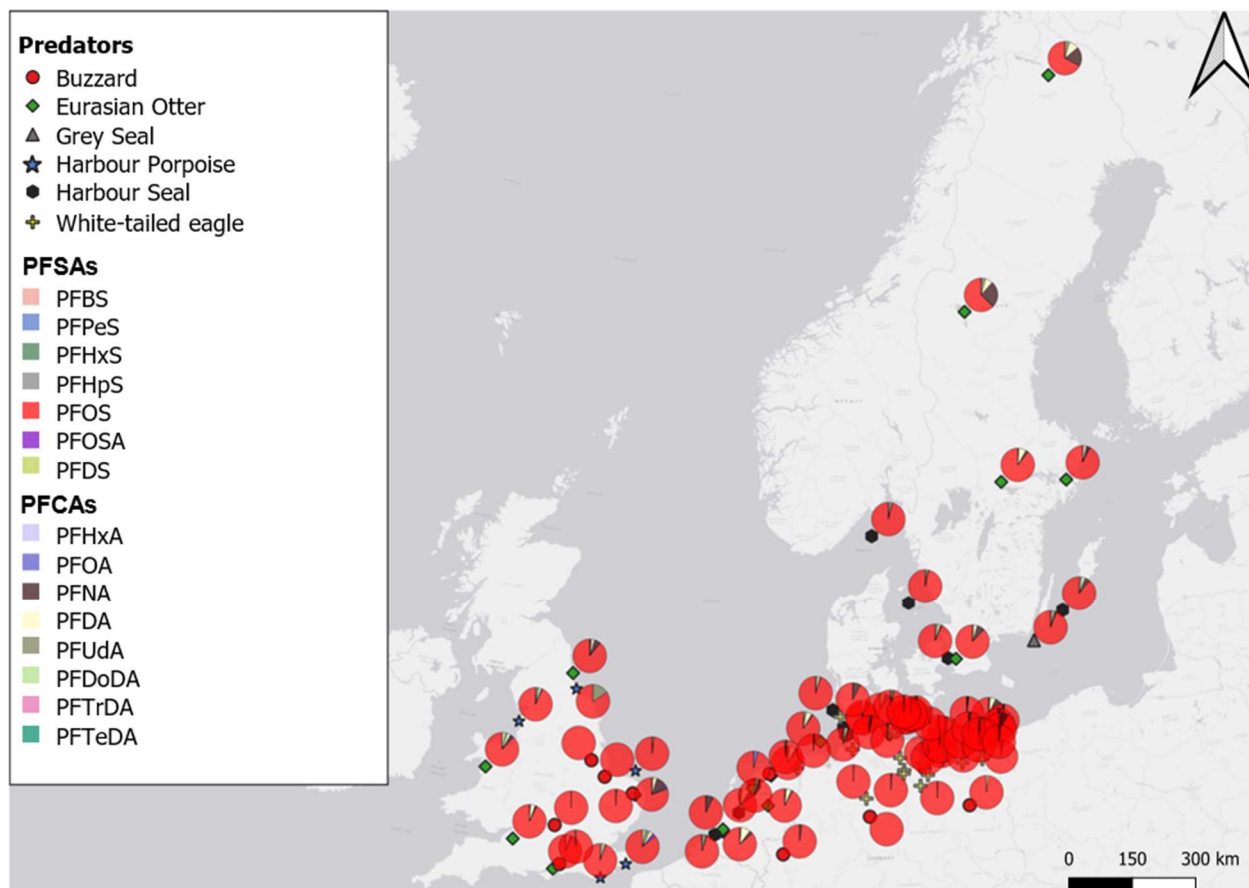 Predators
Buzzard
Eurasian Otter
Grey Seal
Harbour Porpoise
Harbour Seal
White-tailed eagle
PFSAs
PFBS
PFPeS
PFHxS
PFHpS
PFOS
PFOSA
PFDS
PFCAs
PFHxA
PFOA
PFNA
PFDA
PFUdA
PFDoDA
PFTrDA
PFTeDA
0 150 300 km